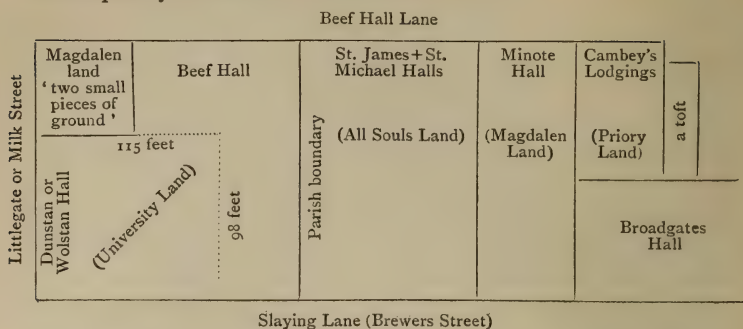 Beef Hall Lane
Littlegate or Milk Street
Magdalen
land
' two small
pieces of
ground '
Beef Hall
St. James + St.
Michael Halls
Minote
Hall
Cambey's
Lodgings
a toft
115 feet
Parish boundary
(All Souls Land)
(Magdalen
Land)
(Priory
Land)
Dunstan or
Wolstan Hall
(University Land)
98 feet
Broadgates
Hall
Slaying Lane (Brewers Street)